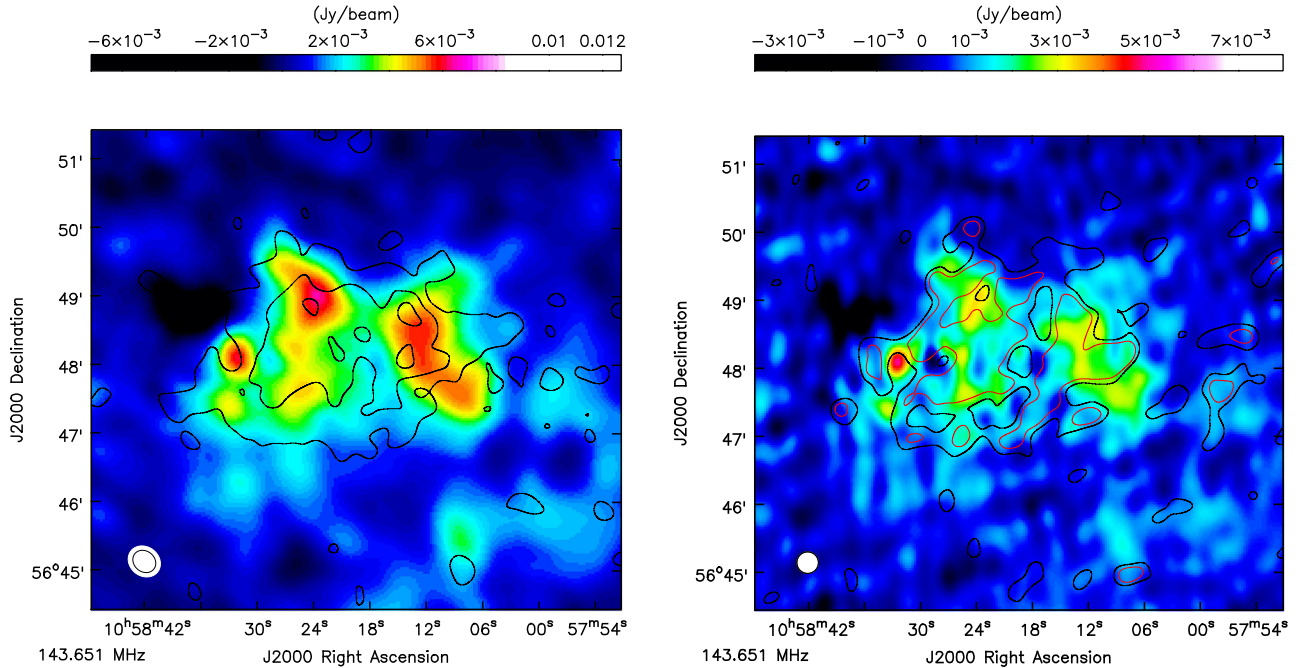 (Jy/beam)
−6×10⁻³ −2×10⁻³ 2×10⁻³ 6×10⁻³ 0.01 0.012
51'
50'
49'
48'
47'
46'
56°45'
J2000 Declination
10ʰ58ᵐ42ˢ 30ˢ 24ˢ 18ˢ 12ˢ 06ˢ 00ˢ 57ᵐ54ˢ
143.651 MHz J2000 Right Ascension
(Jy/beam)
−3×10⁻³ −10⁻³ 0 10⁻³ 3×10⁻³ 5×10⁻³ 7×10⁻³
51'
50'
49'
48'
47'
46'
56°45'
J2000 Declination
10ʰ58ᵐ42ˢ 30ˢ 24ˢ 18ˢ 12ˢ 06ˢ 00ˢ 57ᵐ54ˢ
143.651 MHz J2000 Right Ascension